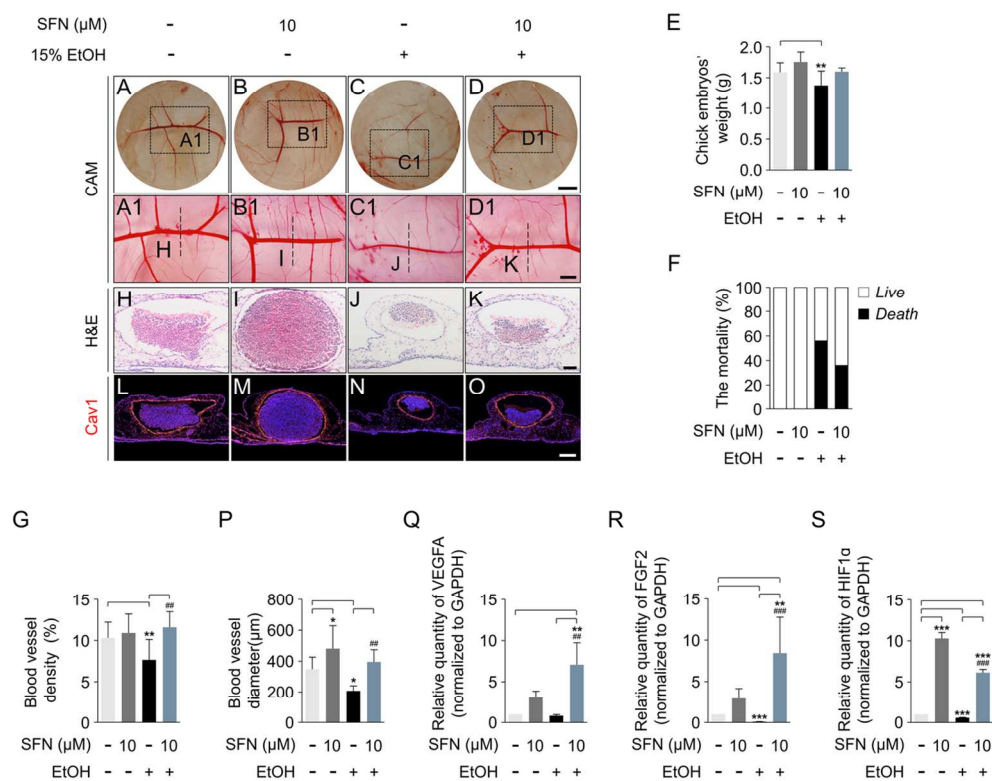 SFN (µM) - 10 - 10
15% EtOH - - + +
CAM
A B C D
A1 B1 C1 D1
A1 B1 C1 D1
H I J K
H&E
H I J K
Cav1
L M N O
E
Chick embryos'
weight (g)
2.0
1.5
1.0
0.5
0.0
**
SFN (µM) - 10 - 10
EtOH - - + +
F
The mortality (%)
100
80
60
40
20
0
Live
Death
SFN (µM) - 10 - 10
EtOH - - + +
G
Blood vessel
density (%)
15
10
5
0
**
##
SFN (µM) - 10 - 10
EtOH - - + +
P
Blood vessel
diameter(µm)
800
600
400
200
0
*
*
##
SFN (µM) - 10 - 10
EtOH - - + +
Q
Relative quantity of VEGFA
(normalized to GAPDH)
15
10
5
0
**
##
SFN (µM) - 10 - 10
EtOH - - + +
R
Relative quantity of FGF2
(normalized to GAPDH)
15
10
5
0
***
**
###
SFN (µM) - 10 - 10
EtOH - - + +
S
Relative quantity of HIF1α
(normalized to GAPDH)
15
10
5
0
***
***
***
###
SFN (µM) - 10 - 10
EtOH - - + +